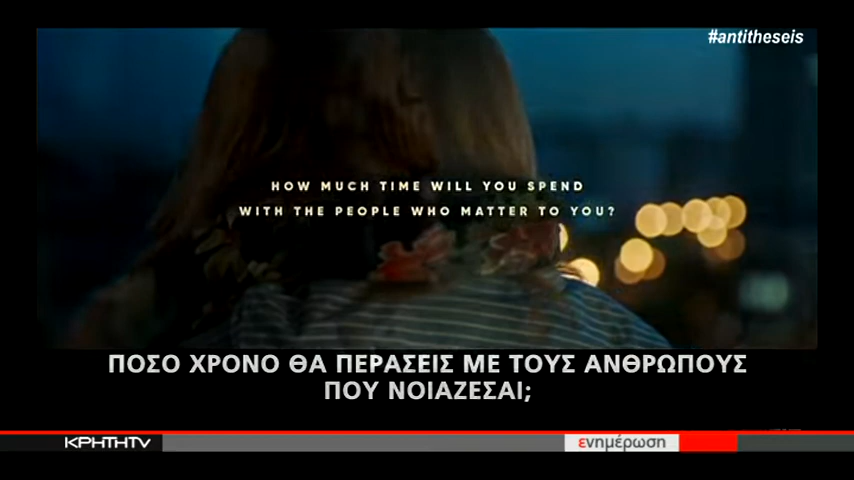 #antitheseis
HOW MUCH TIME WILL YOU SPEND
WITH THE PEOPLE WHO MATTER TO YOU?
ΠΟΣΟ ΧΡΟΝΟ ΘΑ ΠΕΡΑΣΕΙΣ ΜΕ ΤΟΥΣ ΑΝΘΡΩΠΟΥΣ
ΠΟΥ ΝΟΙΑΖΕΣΑΙ;
ΚΡΗΤΗTV
ενημέρωση